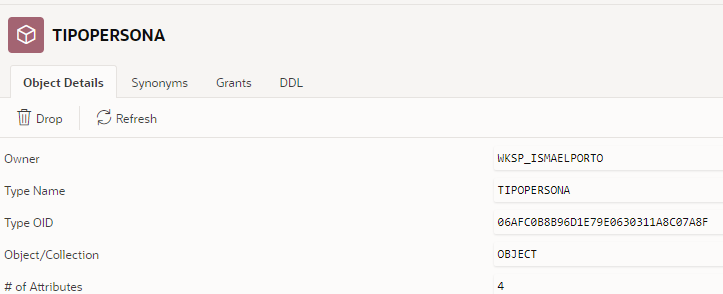 TIPOPERSONA
Object Details Synonyms Grants DDL
Drop Refresh
Owner WKSP_ISMAELPORTO
Type Name TIPOPERSONA
Type OID 06AFC0B8B96D1E79E0630311A8C07A8F
Object/Collection OBJECT
# of Attributes 4